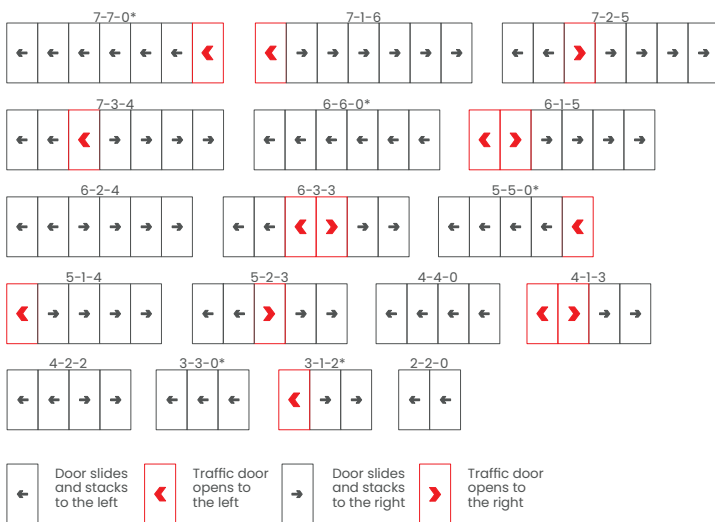 7-7-0*
7-1-6
7-2-5
7-3-4
6-6-0*
6-1-5
6-2-4
6-3-3
5-5-0*
5-1-4
5-2-3
4-4-0
4-1-3
4-2-2
3-3-0*
3-1-2*
2-2-0
Door slides
and stacks
to the left
Traffic door
opens to
the left
Door slides
and stacks
to the right
Traffic door
opens to
the right